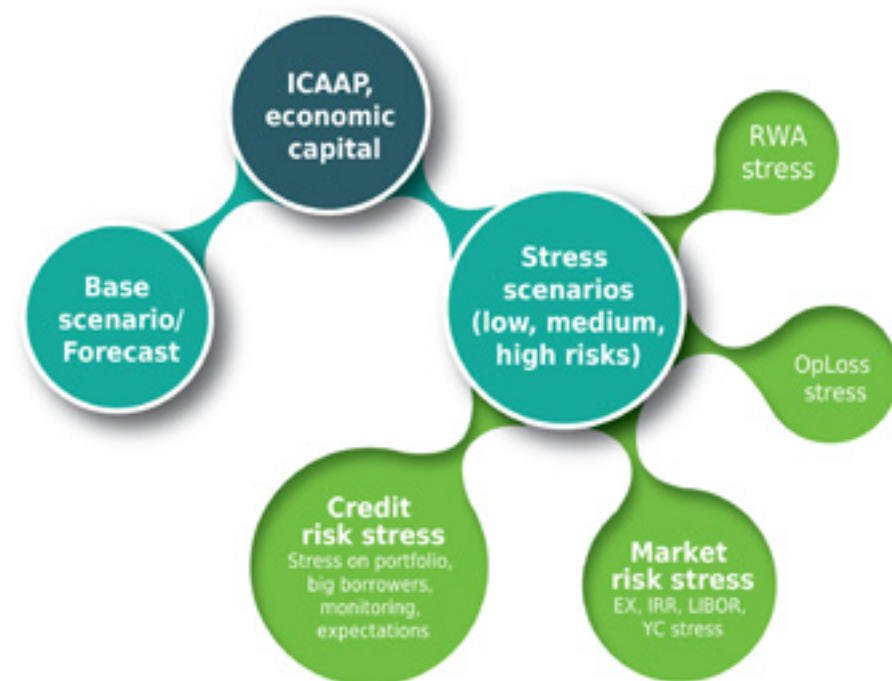 ICAAP,
economic
capital
RWA
stress
Base
scenario/
Forecast
Stress
scenarios
(low, medium,
high risks)
OpLoss
stress
Credit
risk stress
Stress on portfolio,
big borrowers,
monitoring,
expectations
Market
risk stress
EX, IRR, LIBOR,
YC stress